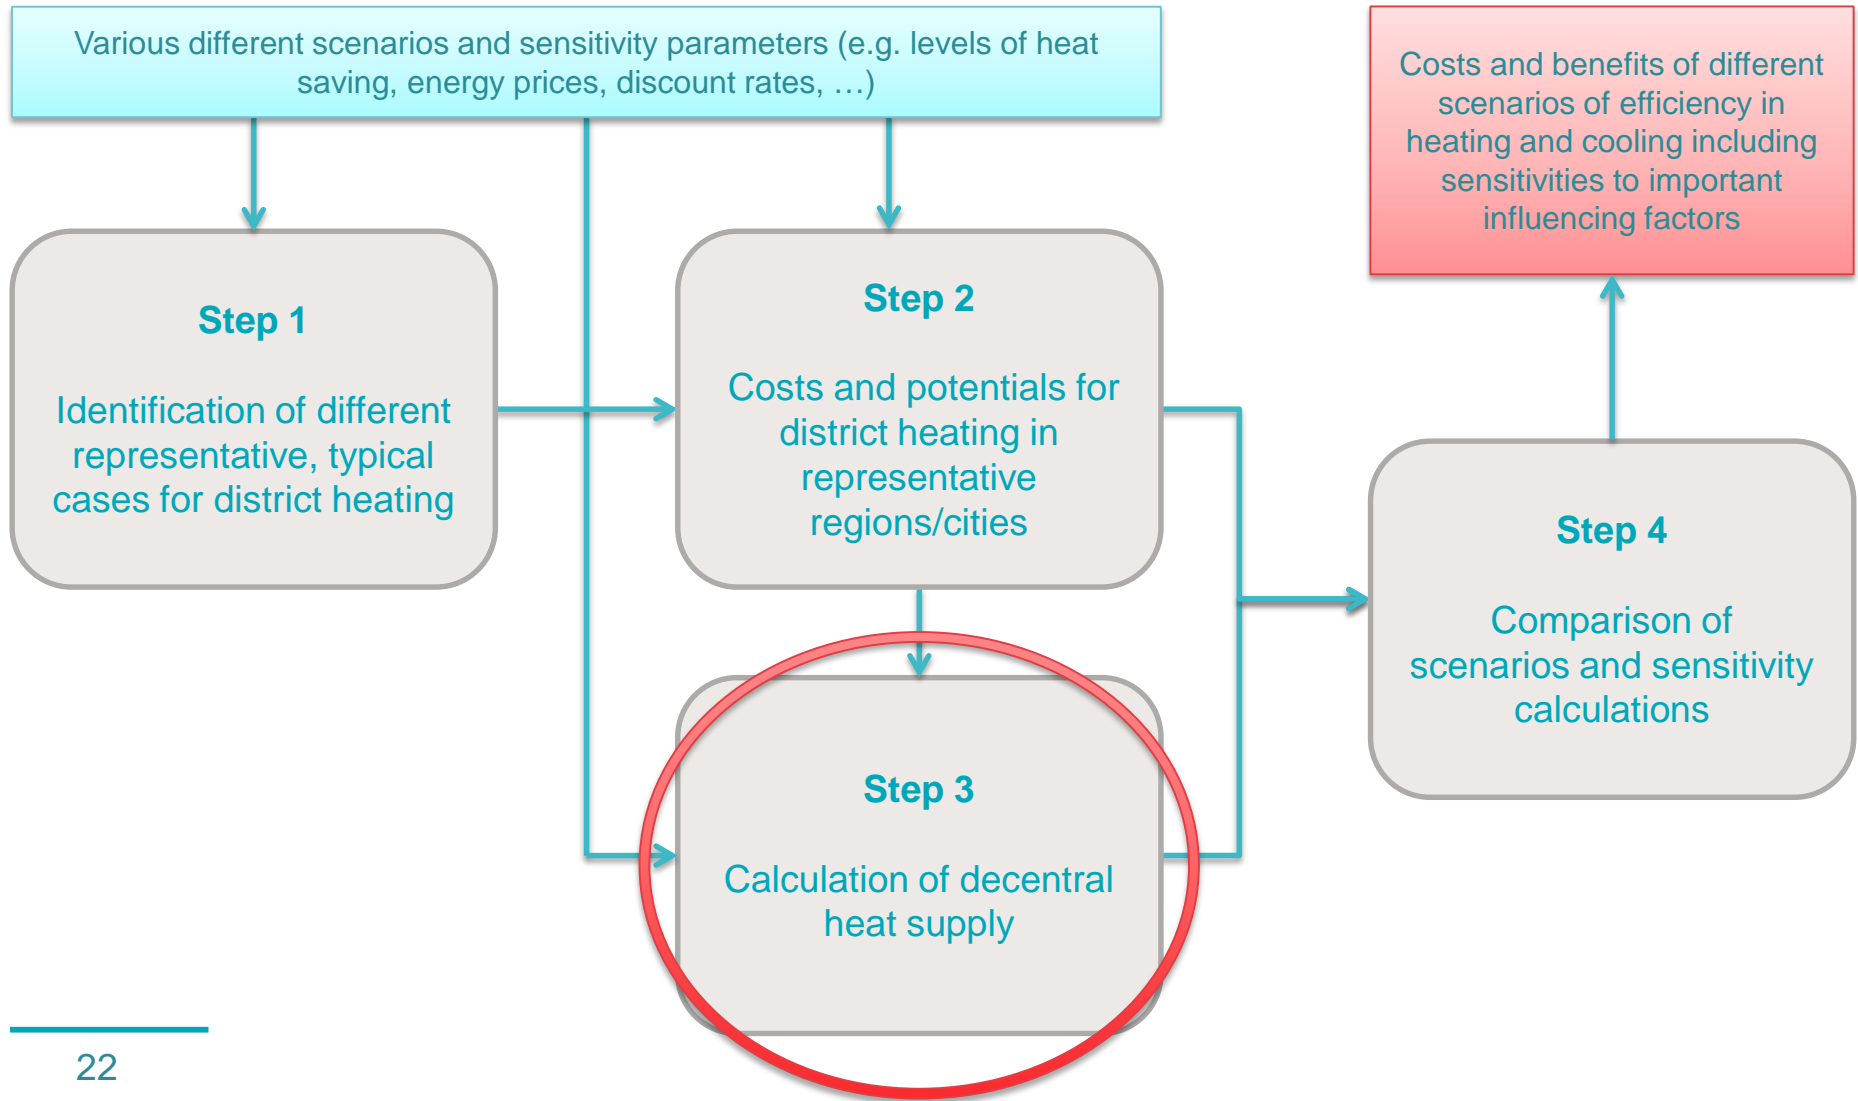 Various different scenarios and sensitivity parameters (e.g. levels of heat
saving, energy prices, discount rates, …)
Costs and benefits of different
scenarios of efficiency in
heating and cooling including
sensitivities to important
influencing factors
Step 1
Identification of different
representative, typical
cases for district heating
Step 2
Costs and potentials for
district heating in
representative
regions/cities
Step 3
Calculation of decentral
heat supply
Step 4
Comparison of
scenarios and sensitivity
calculations
22